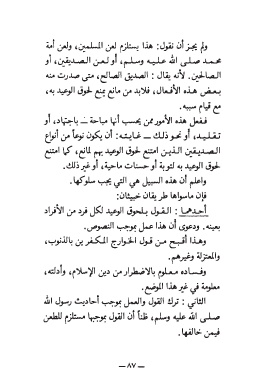 ولم يجز أن نقول: هذا يستلزم لعن المسلمين، ولعن أمة
محمد صلى الله عليه وسلم، أو لعن الصديقين، أو
الصالحين. لأنه يقال: الصديق الصالح، متى صدرت منه
بعض هذه الأفعال، فلابد من مانع يمنع لحوق الوعيد به،
مع قيام سببه.
ففعل هذه الأمور ممن يحسب أنها مباحة — باجتهاد، أو
تقليد، أو نحو ذلك — غايته: أن يكون نوعاً من أنواع
الصديقين الذين امتنع لحوق الوعيد بهم لمانع، كما امتنع
لحوق الوعيد به لتوبة أو حسنات ماحية، أو غير ذلك.
واعلم أن هذه السبيل هي التي يجب سلوكها.
فإن ماسواها طريقان خبيثان:
أحدهما: القول بلحوق الوعيد لكل فرد من الأفراد
بعينه. ودعوى أن هذا عمل بموجب النصوص.
وهذا أقبح من قول الخوارج المكفرين بالذنوب،
والمعتزلة وغيرهم.
وفساده معلوم بالاضطرار من دين الإسلام، وأدلته،
معلومة في غير هذا الموضع.
الثاني: ترك القول والعمل بموجب أحاديث رسول الله
صلى الله عليه وسلم، ظناً أن القول بموجبها مستلزم للطعن
فيمن خالفها.
— ٨٧ —